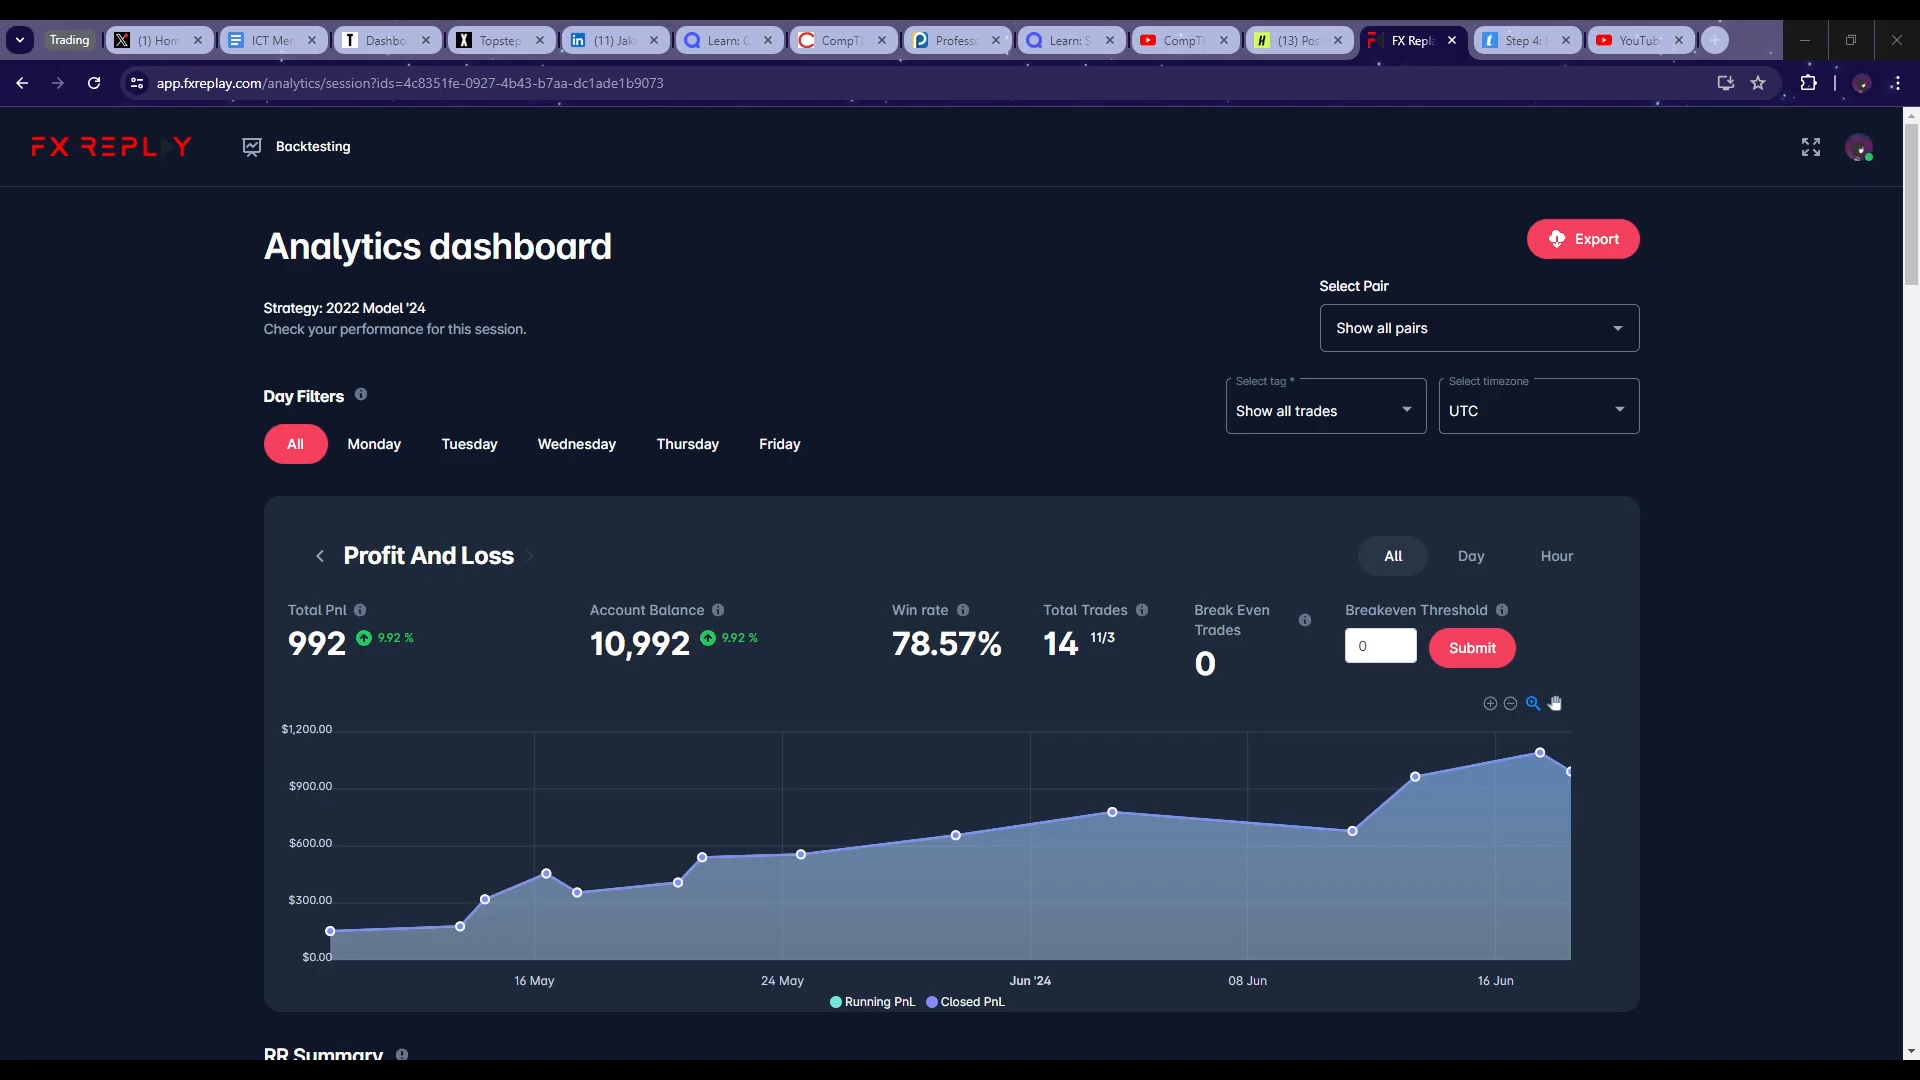 Trading
(1) Hom
ICT Mer
Dashbo
Topstep
(11) Jak
Learn: C
CompTI
Professo
Learn: S
CompTI
(13) Pos
FX Repla
Step 4: 
YouTub
app.fxreplay.com/analytics/session?ids=4c8351fe-0927-4b43-b7aa-dc1ade1b9073
FX REPLAY
Backtesting
Analytics dashboard
Export
Strategy: 2022 Model '24
Check your performance for this session.
Select Pair
Show all pairs
Select tag *
Show all trades
Select timezone
UTC
Day Filters
All
Monday
Tuesday
Wednesday
Thursday
Friday
Profit And Loss
All
Day
Hour
Total Pnl
992
9.92 %
Account Balance
10,992
9.92 %
Win rate
78.57%
Total Trades
14
11/3
Break Even
Trades
0
Breakeven Threshold
0
Submit
$1,200.00
$900.00
$600.00
$300.00
$0.00
16 May
24 May
Jun '24
08 Jun
16 Jun
Running PnL
Closed PnL
RR Summary